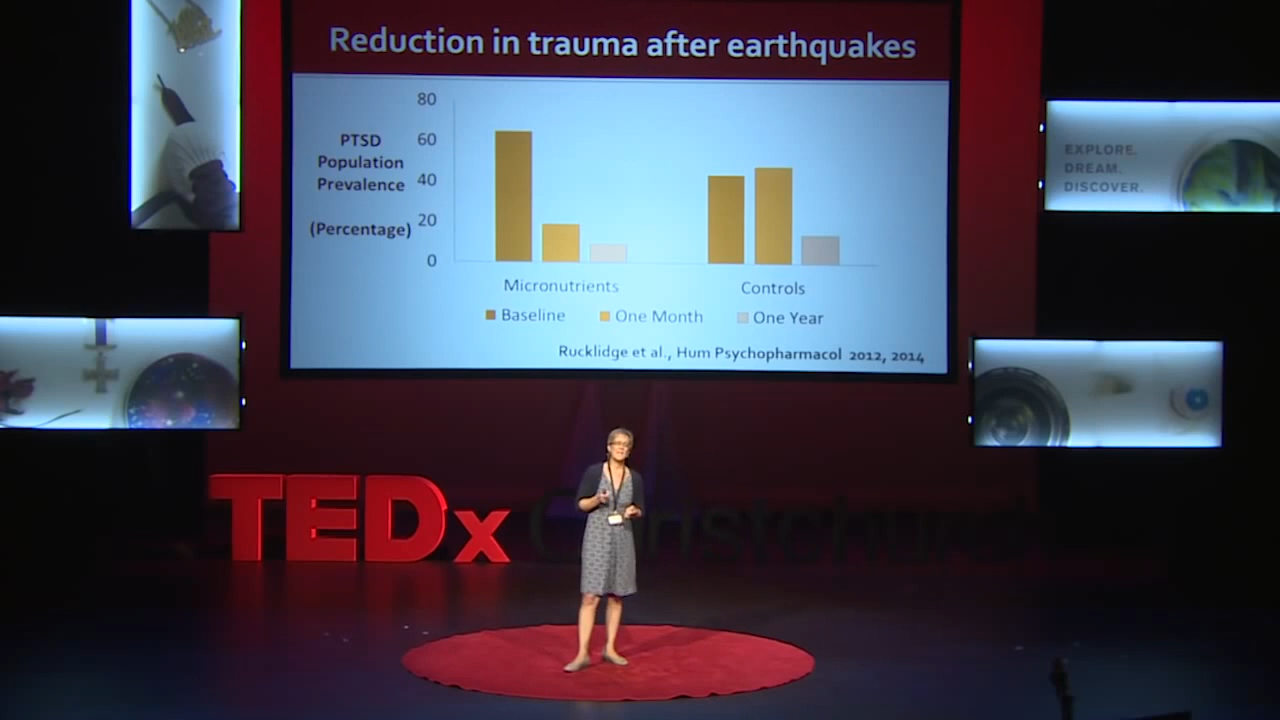 Reduction in trauma after earthquakes
80
60
40
20
0
PTSD
Population
Prevalence
(Percentage)
Micronutrients
Controls
Baseline
One Month
One Year
Rucklidge et al., Hum Psychopharmacol 2012, 2014
EXPLORE.
DREAM.
DISCOVER.
TEDx Christchurch